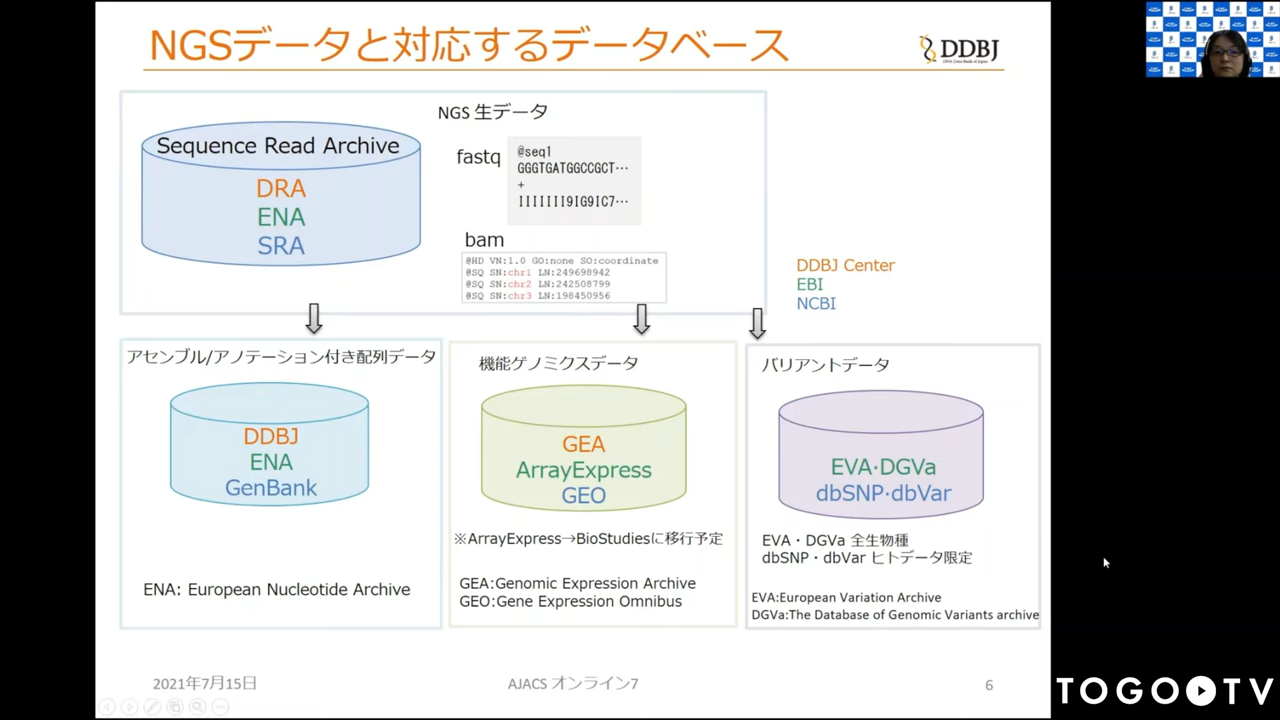 NGSデータと対応するデータベース
DDBJ
DNA Data Bank of Japan
NGS 生データ
Sequence Read Archive
DRA
ENA
SRA
fastq
@seq1
GGGTGATGGCCGCT…
+
IIIIIII9IG9IC7…
bam
@HD VN:1.0 GO:none SO:coordinate
@SQ SN:chr1 LN:249698942
@SQ SN:chr2 LN:242508799
@SQ SN:chr3 LN:198450956
DDBJ Center
EBI
NCBI
アセンブル/アノテーション付き配列データ
DDBJ
ENA
GenBank
ENA: European Nucleotide Archive
機能ゲノミクスデータ
GEA
ArrayExpress
GEO
※ArrayExpress→BioStudiesに移行予定
GEA:Genomic Expression Archive
GEO:Gene Expression Omnibus
バリアントデータ
EVA·DGVa
dbSNP·dbVar
EVA・DGVa 全生物種
dbSNP・dbVar ヒトデータ限定
EVA:European Variation Archive
DGVa:The Database of Genomic Variants archive
2021年7月15日
AJACS オンライン7
6
TOGO TV